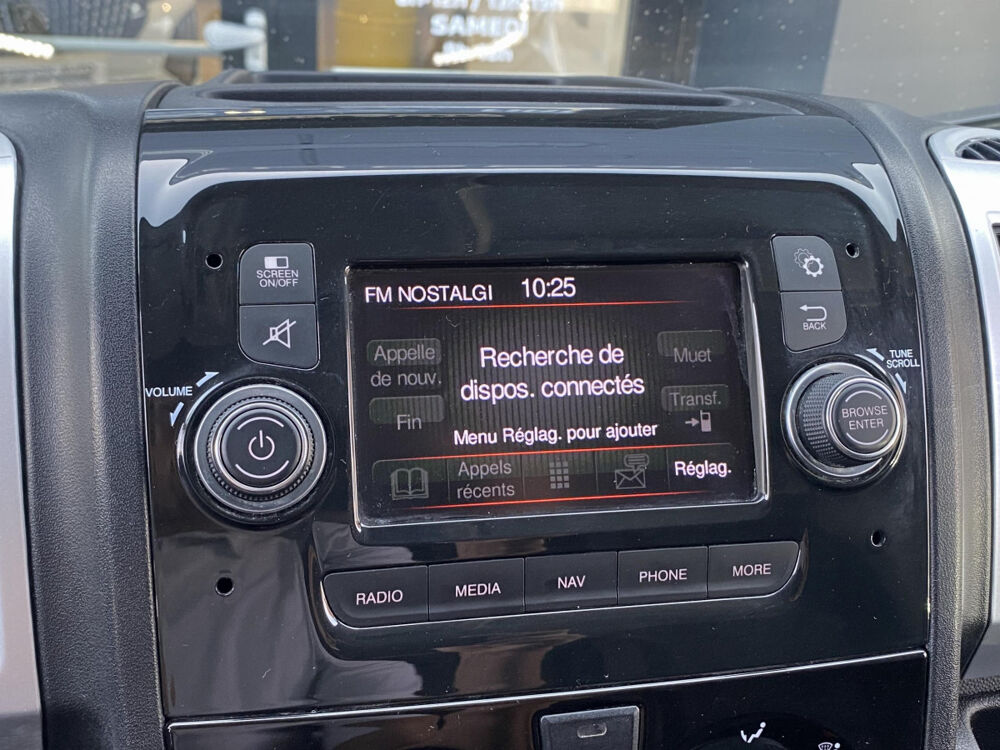 SAMEDI
SCREEN
ON/OFF
BACK
VOLUME
TUNE
SCROLL
BROWSE
ENTER
FM NOSTALGI 10:25
Appelle
de nouv.
Recherche de
dispos. connectés
Muet
Fin
Transf.
Menu Réglag. pour ajouter
Appels
récents
Réglag.
RADIO
MEDIA
NAV
PHONE
MORE